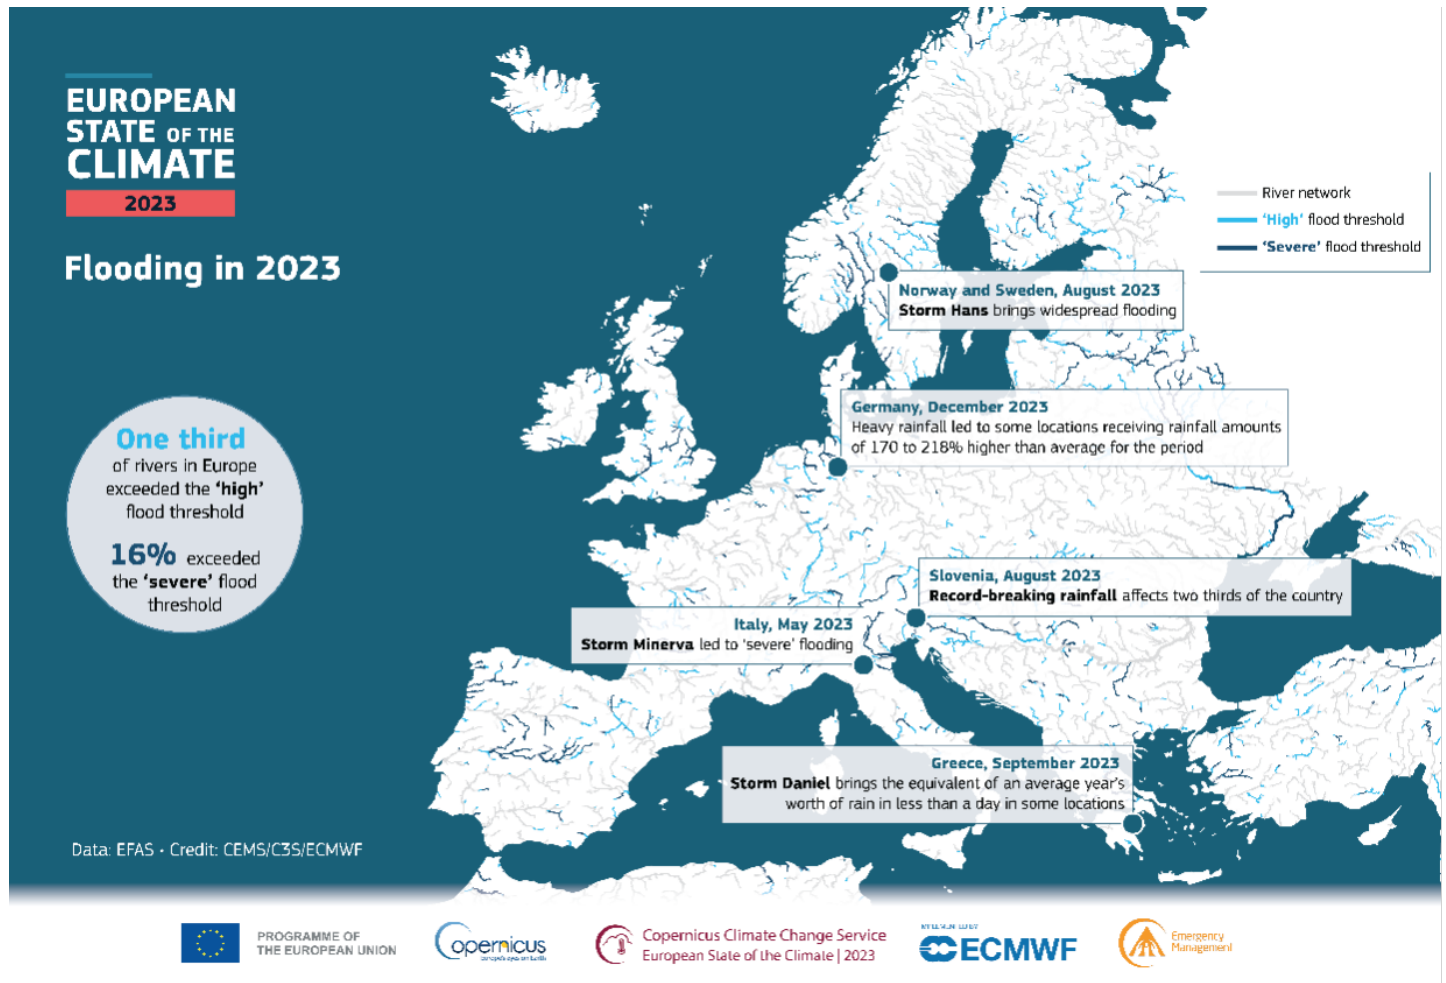 EUROPEAN
STATE OF THE
CLIMATE
2023
Flooding in 2023
River network
‘High’ flood threshold
‘Severe’ flood threshold
Norway and Sweden, August 2023
Storm Hans brings widespread flooding
Germany, December 2023
Heavy rainfall led to some locations receiving rainfall amounts
of 170 to 218% higher than average for the period
One third
of rivers in Europe
exceeded the ‘high’
flood threshold
16% exceeded
the ‘severe’ flood
threshold
Slovenia, August 2023
Record-breaking rainfall affects two thirds of the country
Italy, May 2023
Storm Minerva led to ‘severe’ flooding
Greece, September 2023
Storm Daniel brings the equivalent of an average year’s
worth of rain in less than a day in some locations
Data: EFAS • Credit: CEMS/C3S/ECMWF
PROGRAMME OF
THE EUROPEAN UNION
Copernicus
Europe's eyes on Earth
Copernicus Climate Change Service
European State of the Climate | 2023
IMPLEMENTED BY
ECMWF
Emergency
Management